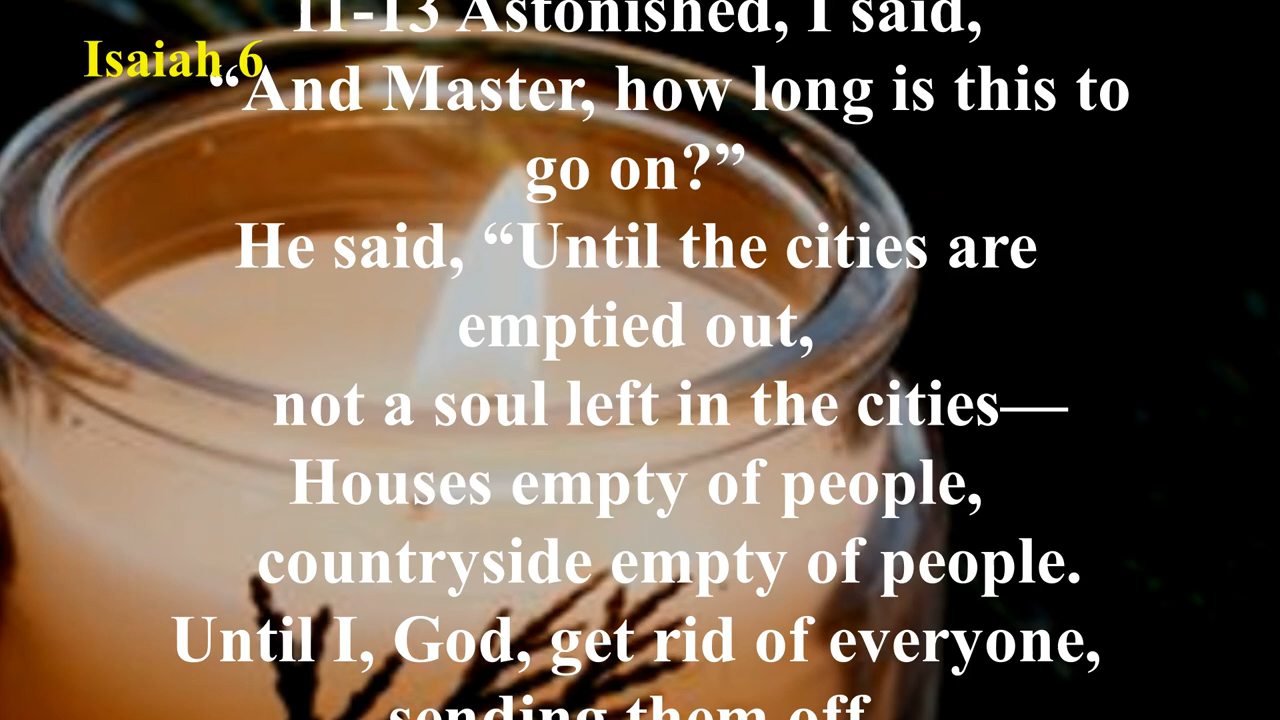 11-13 Astonished, I said,
Isaiah 6
“And Master, how long is this to
go on?”
He said, “Until the cities are
emptied out,
not a soul left in the cities—
Houses empty of people,
countryside empty of people.
Until I, God, get rid of everyone,
sending them off